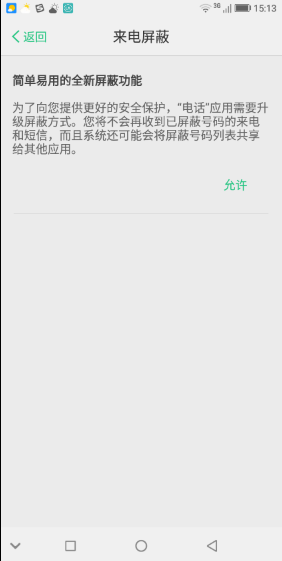 3G 15:13
返回 来电屏蔽
简单易用的全新屏蔽功能
为了向您提供更好的安全保护，“电话”应用需要升
级屏蔽方式。您将不会再收到已屏蔽号码的来电
和短信，而且系统还可能会将屏蔽号码列表共享
给其他应用。
允许